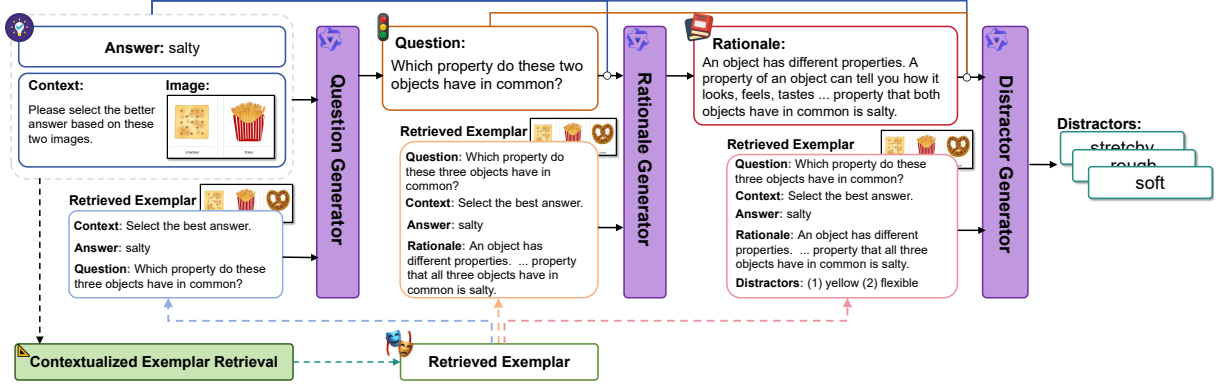 Answer: salty
Context:
Please select the better
answer based on these
two images.
Image:
cracker
fries
Question Generator
Question:
Which property do these two
objects have in common?
Rationale Generator
Rationale:
An object has different properties. A
property of an object can tell you how it
looks, feels, tastes ... property that both
objects have in common is salty.
Distractor Generator
Distractors:
stretchy
rough
soft
Retrieved Exemplar
Context: Select the best answer.
Answer: salty
Question: Which property do these
three objects have in common?
Retrieved Exemplar
Question: Which property do
these three objects have in
common?
Context: Select the best answer.
Answer: salty
Rationale: An object has
different properties. ... property
that all three objects have in
common is salty.
Retrieved Exemplar
Question: Which property do these
three objects have in common?
Context: Select the best answer.
Answer: salty
Rationale: An object has different
properties. ... property that all three
objects have in common is salty.
Distractors: (1) yellow (2) flexible
Contextualized Exemplar Retrieval
Retrieved Exemplar